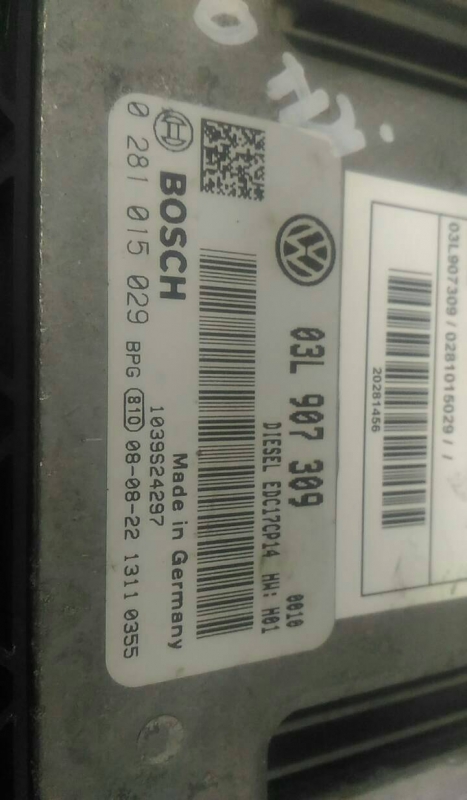 03L907309 / 0281015029 / /
20281456
03L 907 309
0010
DIESEL EDC17CP14 HW: H01
BOSCH
1039S24297
Made in Germany
0 281 015 029 BPG 810 08-08-22 1311 0355